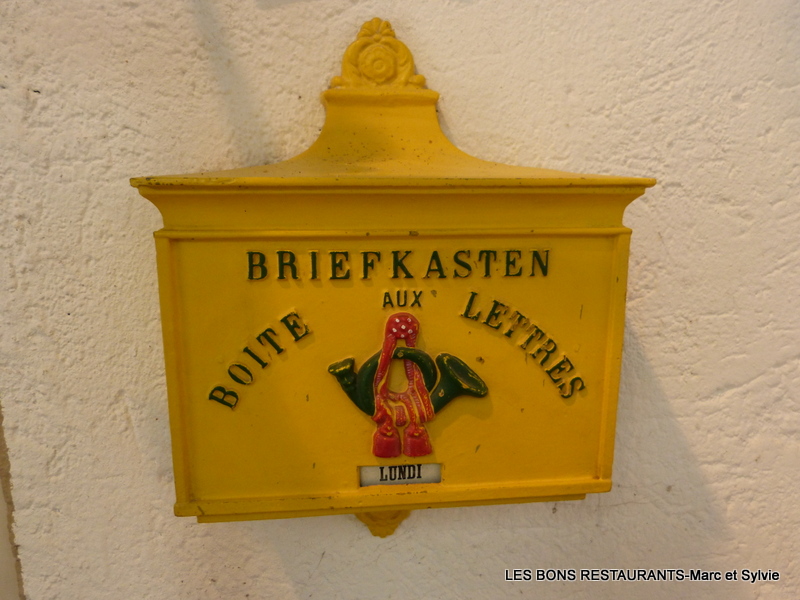 BRIEFKASTEN
BOITE AUX LETTRES
LUNDI
LES BONS RESTAURANTS-Marc et Sylvie